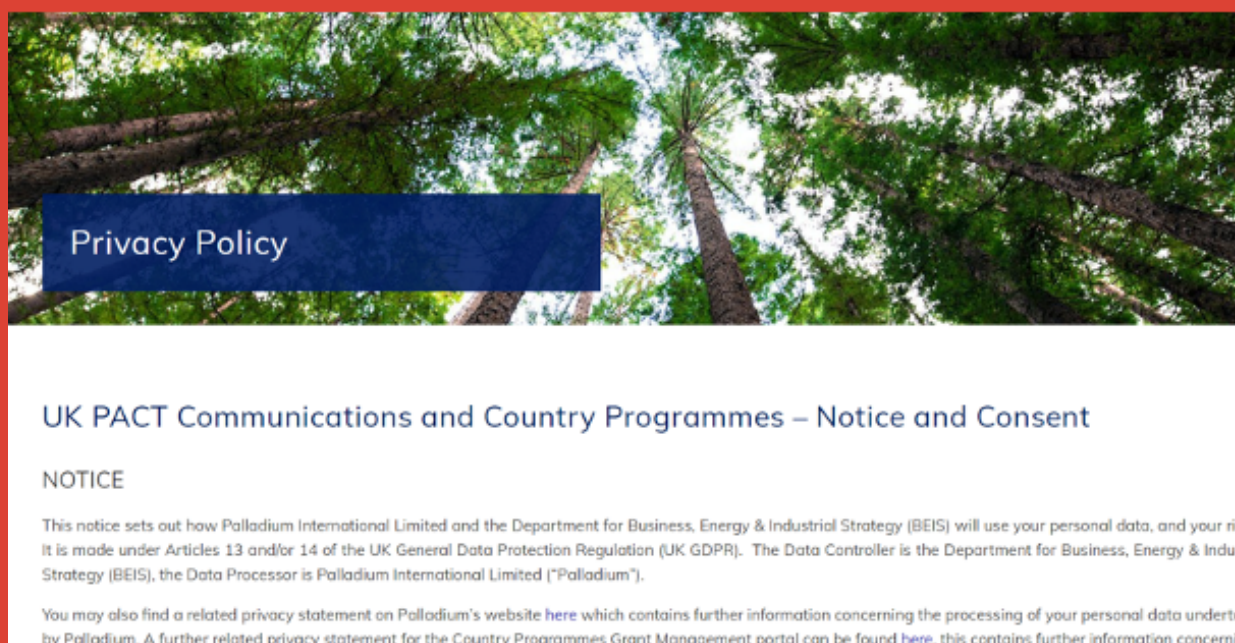 Privacy Policy
UK PACT Communications and Country Programmes – Notice and Consent
NOTICE
This notice sets out how Palladium International Limited and the Department for Business, Energy & Industrial Strategy (BEIS) will use your personal data, and your
It is made under Articles 13 and/or 14 of the UK General Data Protection Regulation (UK GDPR). The Data Controller is the Department for Business, Energy &
Strategy (BEIS), the Data Processor is Palladium International Limited (“Palladium”).
You may also find a related privacy statement on Palladium's website here which contains further information concerning the processing of your personal data
by Palladium. A further related privacy statement for the Country Programmes Grant Management portal can be found here, this contains further information